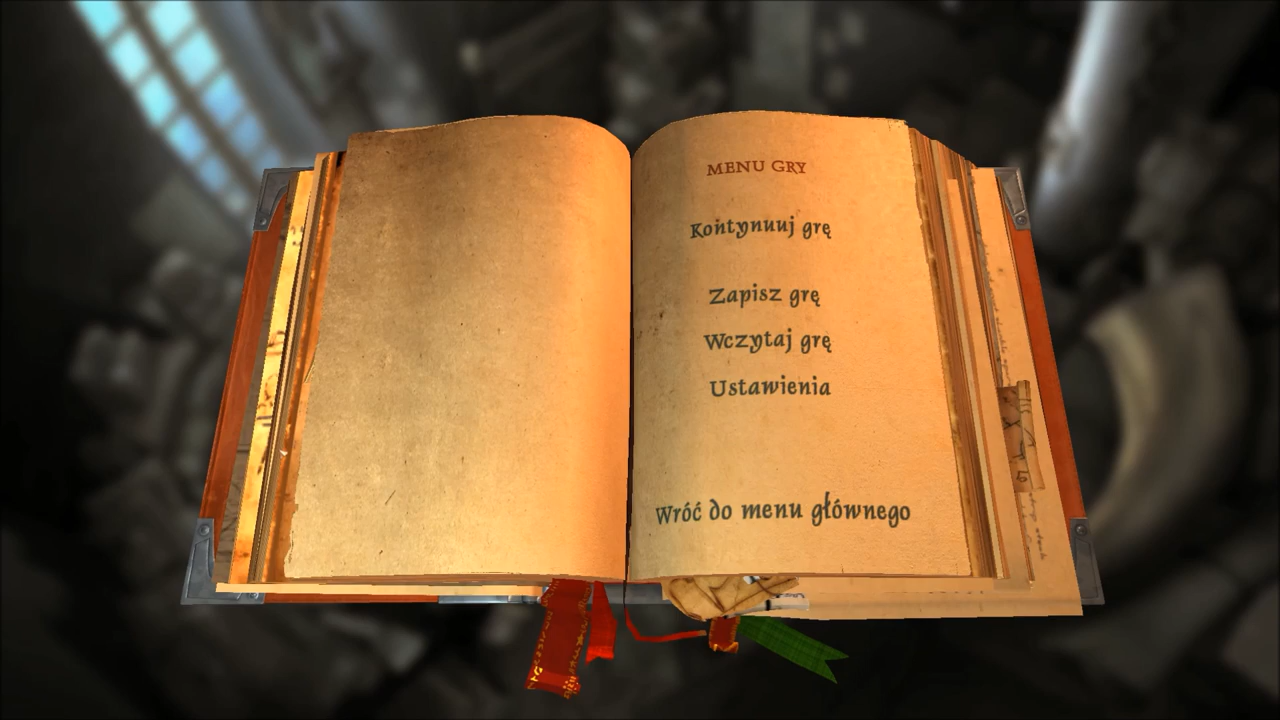 MENU GRY
Kontynuuj grę
Zapisz grę
Wczytaj grę
Ustawienia
Wróć do menu głównego